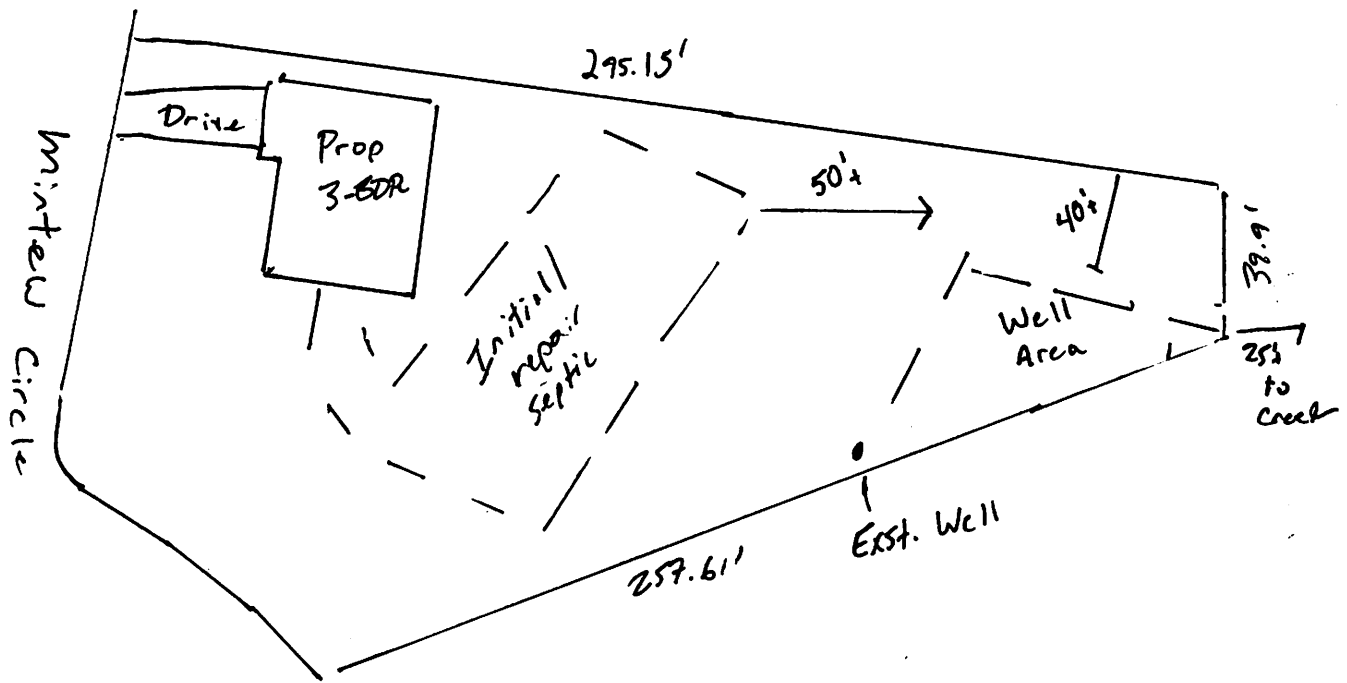 295.15'
Drive
Prop
3-BDR
50'+
40'+
39.9'
Initial/
repair
septic
Well
Area
25'±
to
Creek
Exst. Well
257.61'
Mintew Circle